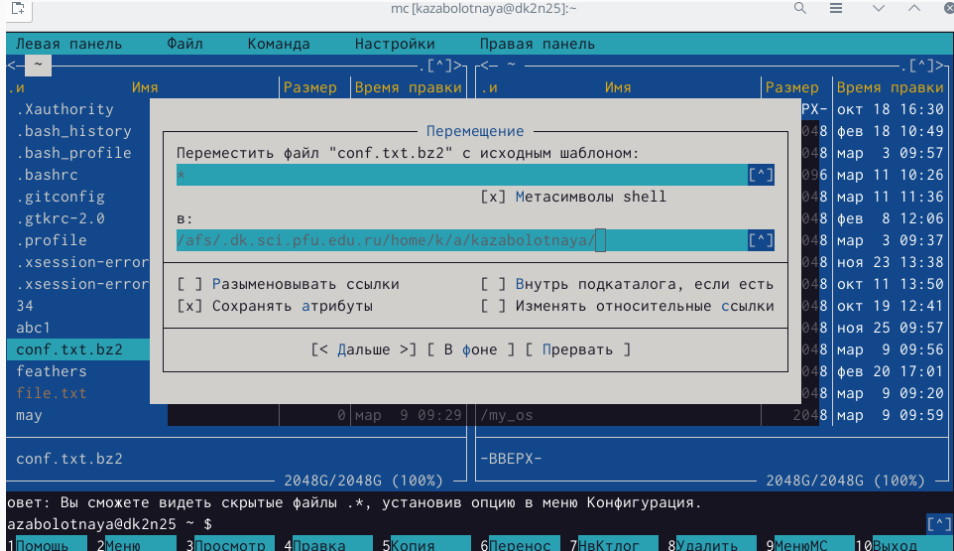 mc [kazabolotnaya@dk2n25]:~
Левая панель Файл Команда Настройки Правая панель
<— ~ .[^]> <— ~ .[^]>
.и Имя Размер Время правки .и Имя Размер Время правки
.Xauthority РХ- окт 18 16:30
.bash_history Перемещение 048 фев 18 10:49
.bash_profile Переместить файл "conf.txt.bz2" с исходным шаблоном: 048 мар 3 09:57
.bashrc * [^] 096 мар 11 10:26
.gitconfig [x] Метасимволы shell 048 мар 11 11:36
.gtkrc-2.0 в: 048 фев 8 12:06
.profile /afs/.dk.sci.pfu.edu.ru/home/k/a/kazabolotnaya/ [^] 048 мар 3 09:37
.xsession-error 048 ноя 23 13:38
.xsession-error [ ] Разыменовывать ссылки [ ] Внутрь подкаталога, если есть 048 окт 11 13:50
34 [x] Сохранять атрибуты [ ] Изменять относительные ссылки 048 окт 19 12:41
abc1 048 ноя 25 09:57
conf.txt.bz2 [< Дальше >] [ В фоне ] [ Прервать ] 048 мар 9 09:56
feathers 048 фев 20 17:01
file.txt 048 мар 9 09:20
may 0 мар 9 09:29 /my_os 2048 мар 9 09:59
conf.txt.bz2 -ВВЕРХ-
2048G/2048G (100%) 2048G/2048G (100%)
овет: Вы сможете видеть скрытые файлы .*, установив опцию в меню Конфигурация.
azabolotnaya@dk2n25 ~ $ [^]
1Помощь 2Меню 3Просмотр 4Правка 5Копия 6Перенос 7НвКтлог 8Удалить 9МенюMC 10Выход